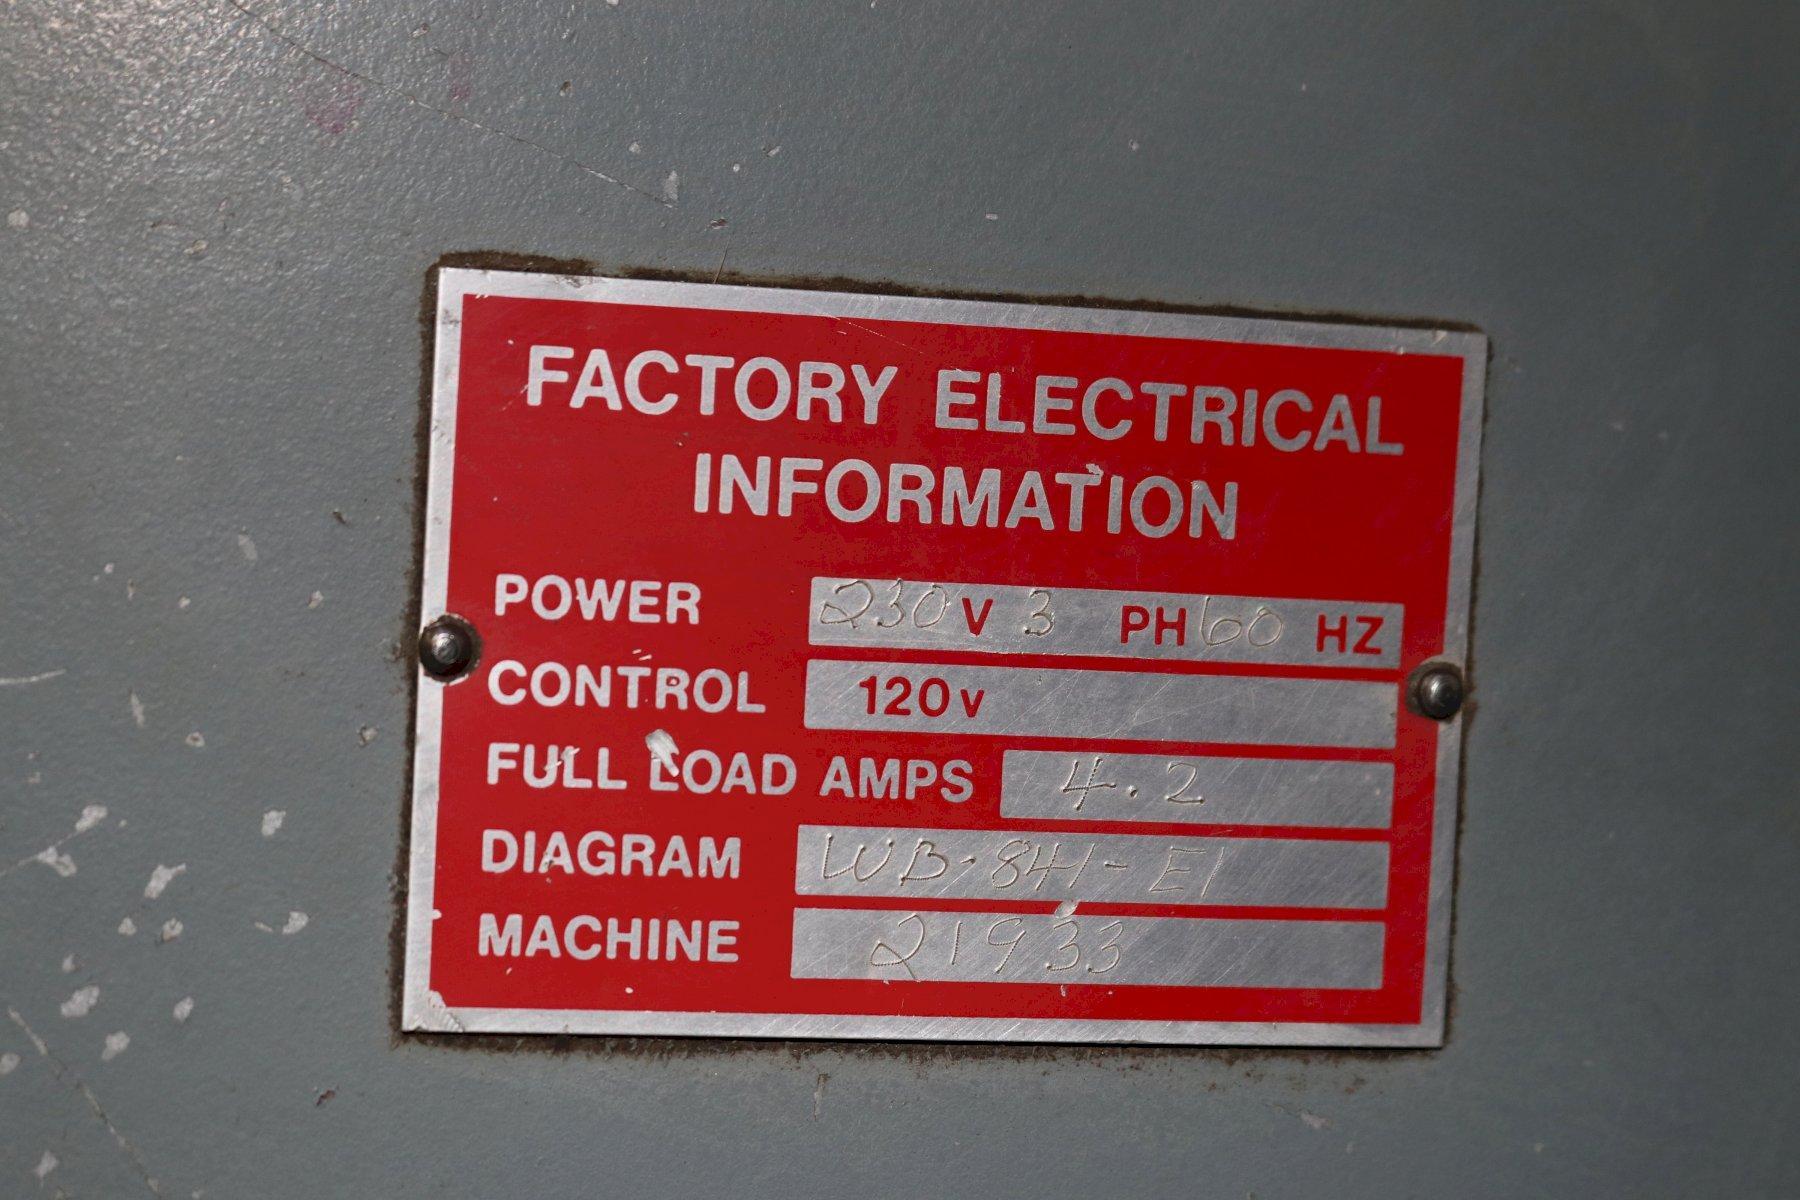 FACTORY ELECTRICAL
INFORMATION
POWER 230 V 3 PH 60 HZ
CONTROL 120V
FULL LOAD AMPS 4.2
DIAGRAM WB-841-E1
MACHINE 21933